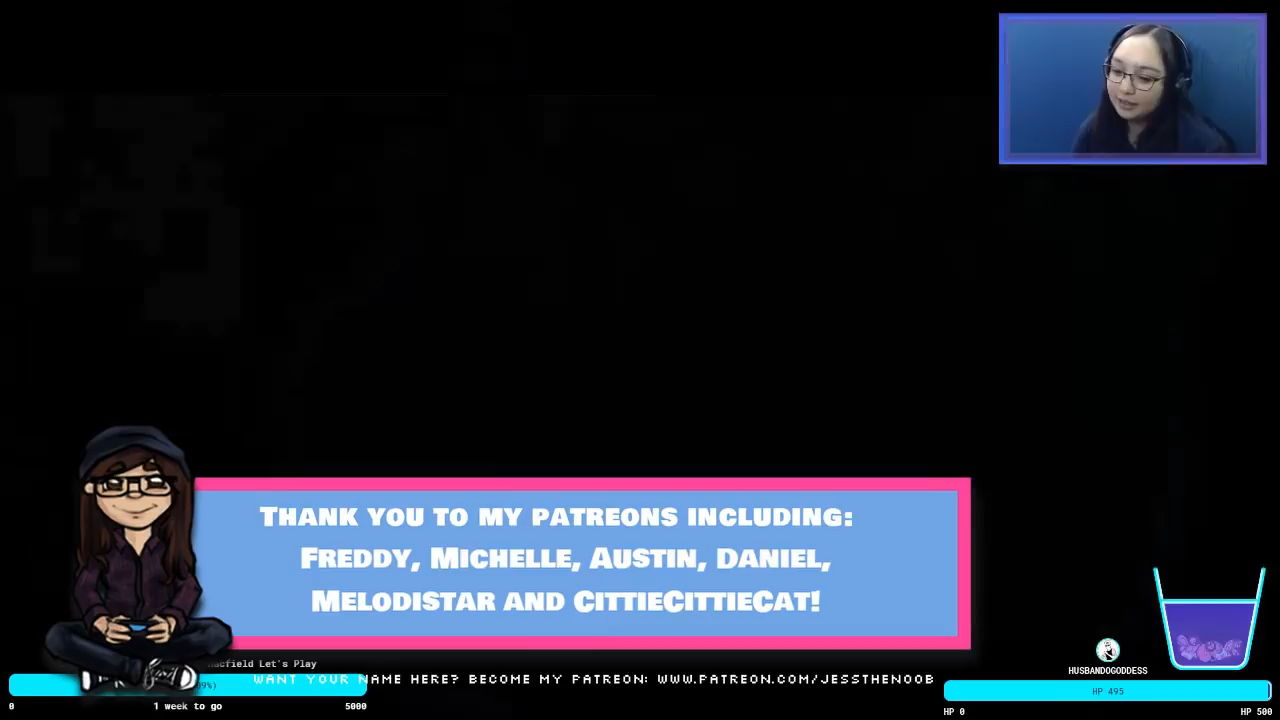 THANK YOU TO MY PATREONS INCLUDING:
FREDDY, MICHELLE, AUSTIN, DANIEL,
MELODISTAR AND CITTIECITTIECAT!
Let's Play
WANT YOUR NAME HERE? BECOME MY PATREON: WWW.PATREON.COM/JESSTHENOOB
0
1 week to go
5000
HUSBANDOGODDESS
HP 495
HP 0
HP 500